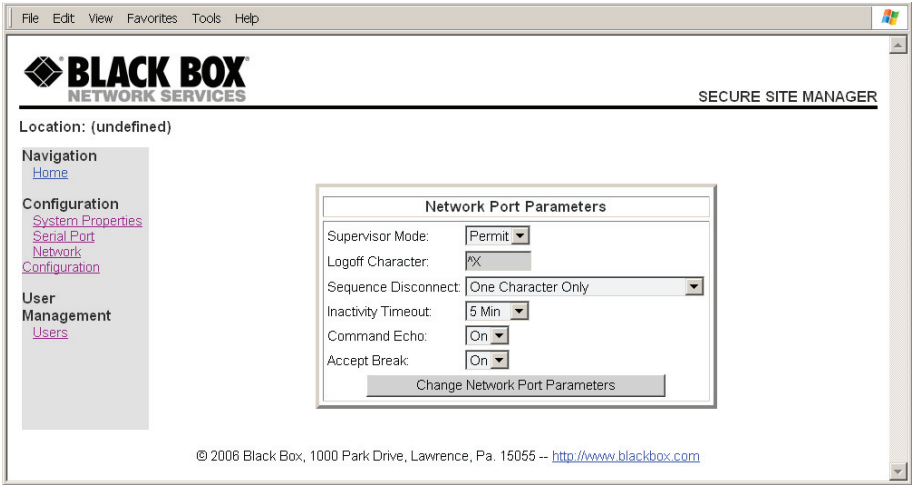 File Edit View Favorites Tools Help
BLACK BOX
NETWORK SERVICES
SECURE SITE MANAGER
Location: (undefined)
Navigation
Home
Configuration
System Properties
Serial Port
Network
Configuration
User
Management
Users
Network Port Parameters
Supervisor Mode: Permit
Logoff Character: ^X
Sequence Disconnect: One Character Only
Inactivity Timeout: 5 Min
Command Echo: On
Accept Break: On
Change Network Port Parameters
© 2006 Black Box, 1000 Park Drive, Lawrence, Pa. 15055 -- http://www.blackbox.com